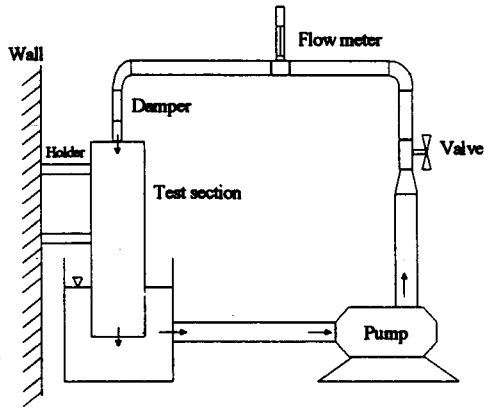 Flow meter
Wall
Damper
Holder
Valve
Test section
Pump